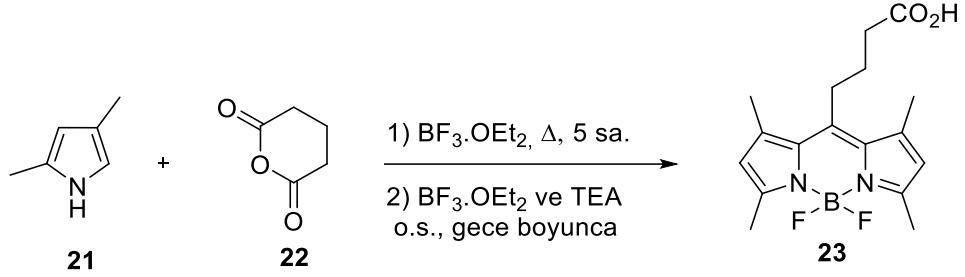 CO₂H
O
O
O
N
H
+
1) BF₃.OEt₂, Δ, 5 sa.
2) BF₃.OEt₂ ve TEA
o.s., gece boyunca
N
N
B
F
F
21
22
23